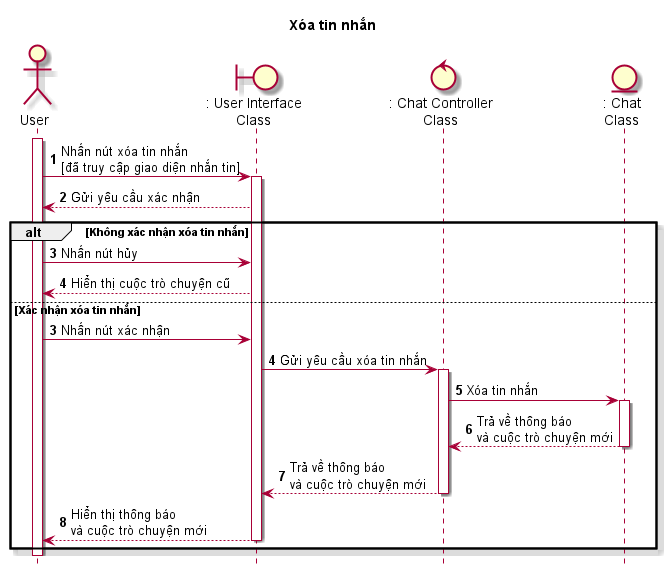 Xóa tin nhắn
User
: User Interface
Class
: Chat Controller
Class
: Chat
Class
1 Nhấn nút xóa tin nhắn
[đã truy cập giao diện nhắn tin]
2 Gửi yêu cầu xác nhận
alt [Không xác nhận xóa tin nhắn]
3 Nhấn nút hủy
4 Hiển thị cuộc trò chuyện cũ
[Xác nhận xóa tin nhắn]
3 Nhấn nút xác nhận
4 Gửi yêu cầu xóa tin nhắn
5 Xóa tin nhắn
6 Trả về thông báo
và cuộc trò chuyện mới
7 Trả về thông báo
và cuộc trò chuyện mới
8 Hiển thị thông báo
và cuộc trò chuyện mới